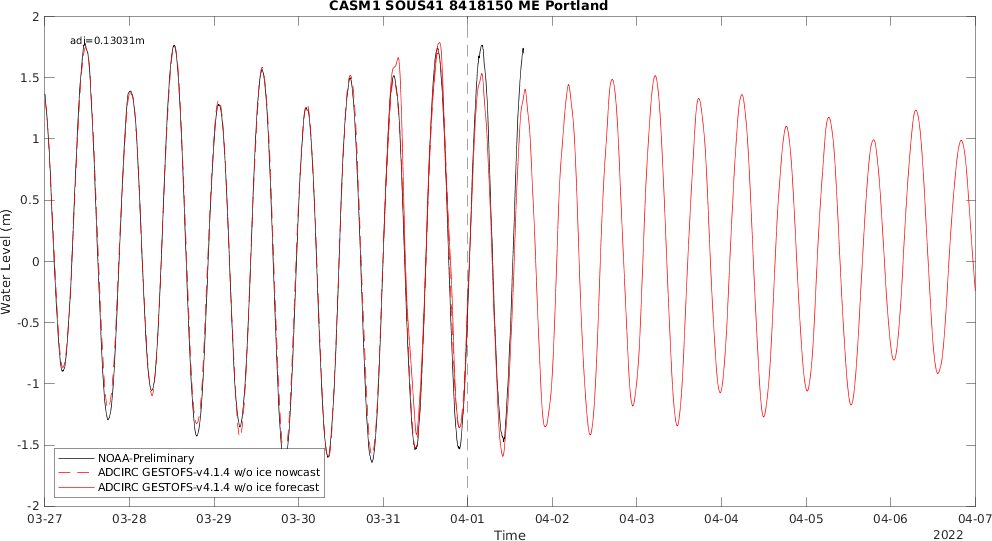 CASM1 SOUS41 8418150 ME Portland
adj=0.13031m
2
1.5
1
0.5
0
-0.5
-1
-1.5
-2
Water Level (m)
NOAA-Preliminary
ADCIRC GESTOFS-v4.1.4 w/o ice nowcast
ADCIRC GESTOFS-v4.1.4 w/o ice forecast
03-27 03-28 03-29 03-30 03-31 04-01 04-02 04-03 04-04 04-05 04-06 04-07
Time
2022